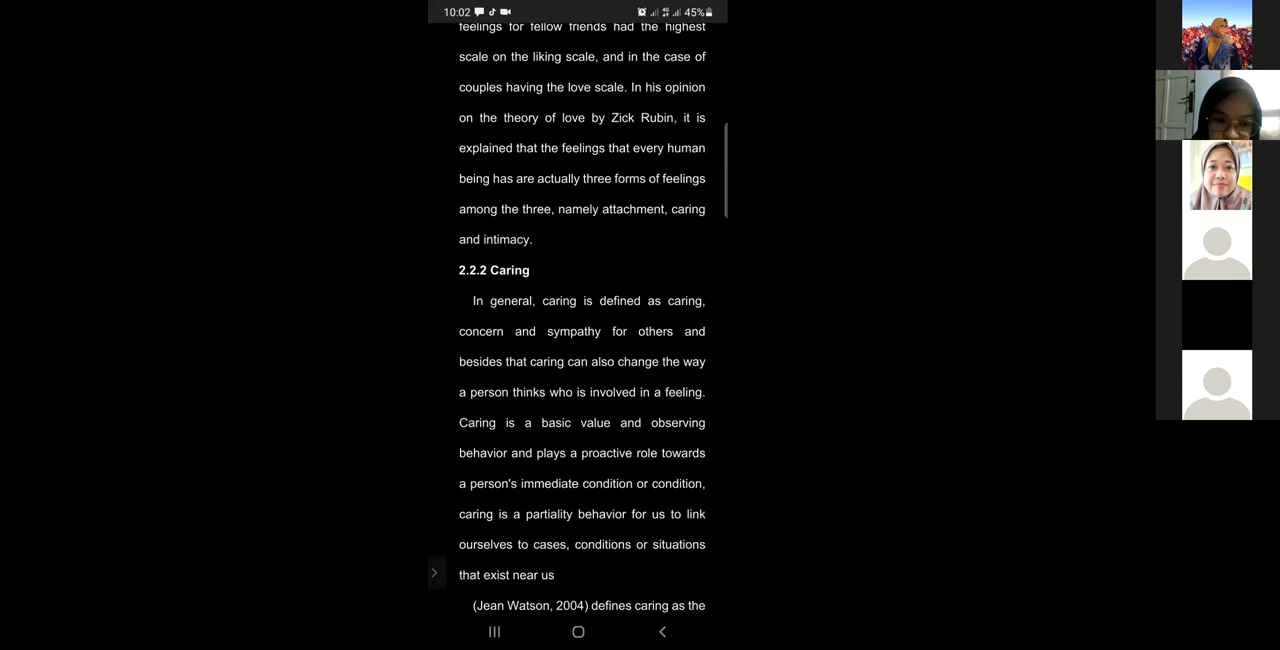 10:02
45%
feelings for fellow friends had the highest
scale on the liking scale, and in the case of
couples having the love scale. In his opinion
on the theory of love by Zick Rubin, it is
explained that the feelings that every human
being has are actually three forms of feelings
among the three, namely attachment, caring
and intimacy.
2.2.2 Caring
In general, caring is defined as caring,
concern and sympathy for others and
besides that caring can also change the way
a person thinks who is involved in a feeling.
Caring is a basic value and observing
behavior and plays a proactive role towards
a person's immediate condition or condition,
caring is a partiality behavior for us to link
ourselves to cases, conditions or situations
that exist near us
(Jean Watson, 2004) defines caring as the